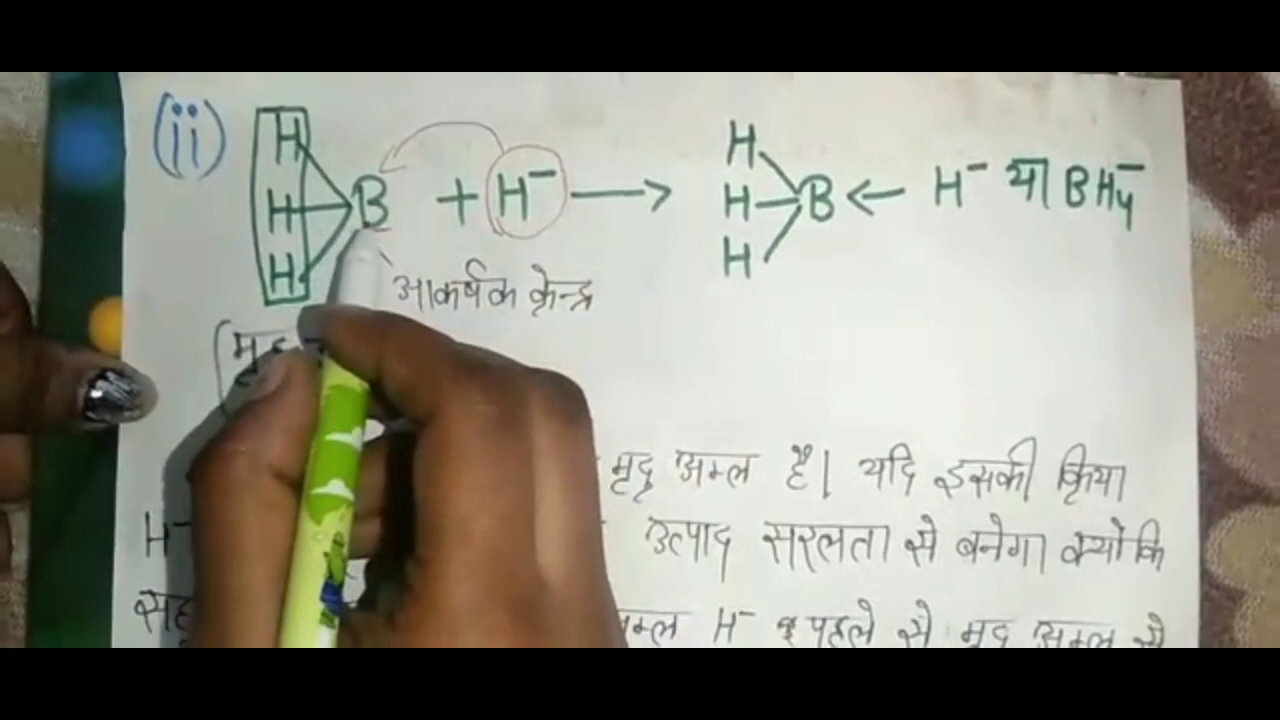 (ii) H H H B + H⁻ → H H H B ← H⁻ या BH₄⁻
आकर्षक केन्द्र
मृदु अम्ल है। यदि इसकी क्रिया
H⁻ उत्पाद सरलता से बनेगा क्योंकि
अम्ल H⁻ पहले से मृदु अम्ल से